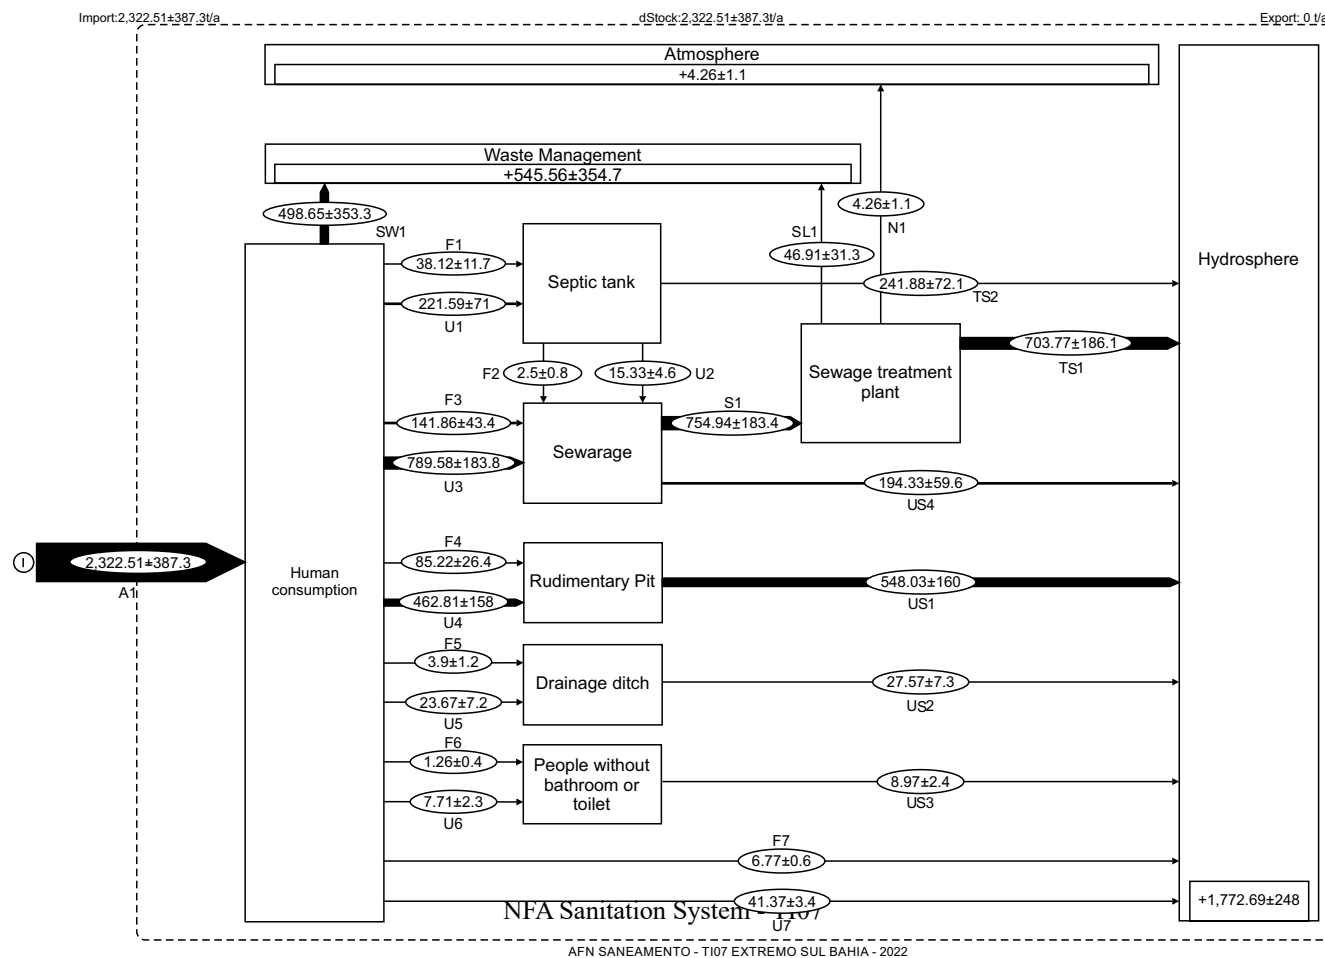 Import:2,322.51±387.3t/a
dStock:2,322.51±387.3t/a
Export: 0 t/a
Atmosphere
+4.26±1.1
Waste Management
+545.56±354.7
498.65±353.3
SW1
4.26±1.1
N1
SL1
46.91±31.3
F1
38.12±11.7
221.59±71
U1
Septic tank
241.88±72.1
TS2
Hydrosphere
F2
2.5±0.8
15.33±4.6
U2
Sewage treatment
plant
703.77±186.1
TS1
F3
141.86±43.4
789.58±183.8
U3
Sewarage
S1
754.94±183.4
194.33±59.6
US4
I
2,322.51±387.3
A1
Human
consumption
F4
85.22±26.4
462.81±158
U4
Rudimentary Pit
548.03±160
US1
F5
3.9±1.2
23.67±7.2
U5
Drainage ditch
27.57±7.3
US2
F6
1.26±0.4
7.71±2.3
U6
People without
bathroom or
toilet
8.97±2.4
US3
F7
6.77±0.6
41.37±3.4
U7
+1,772.69±248
NFA Sanitation System - TI07
AFN SANEAMENTO - TI07 EXTREMO SUL BAHIA - 2022